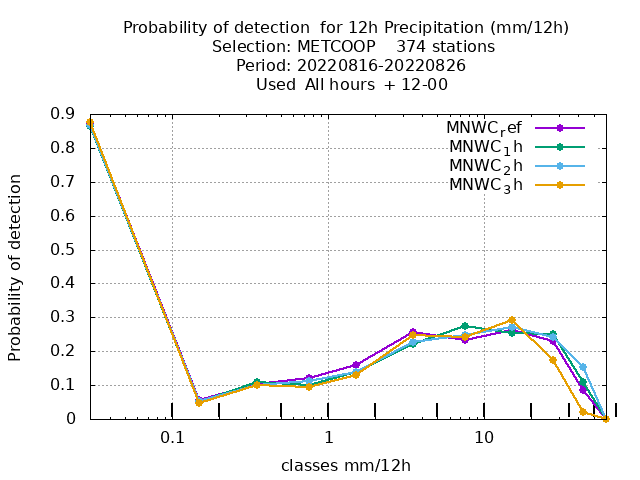 Probability of detection  for 12h Precipitation (mm/12h)
Selection: METCOOP    374 stations
Period: 20220816-20220826
Used  All hours  + 12-00
MNWC_ref
MNWC_1h
MNWC_2h
MNWC_3h
Probability of detection
0.9
0.8
0.7
0.6
0.5
0.4
0.3
0.2
0.1
0
0.1 1 10
classes mm/12h